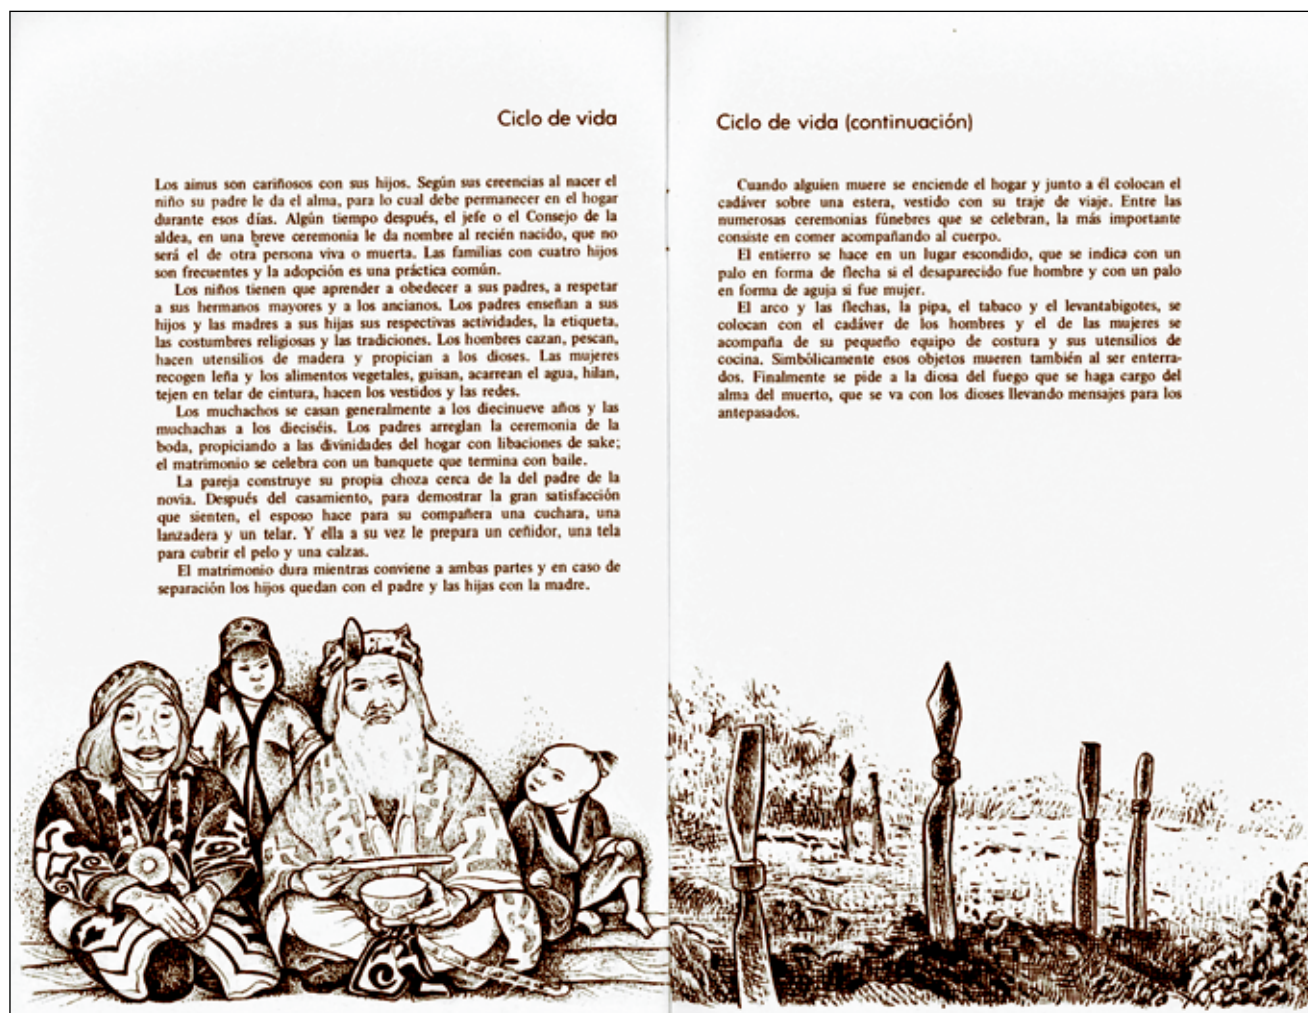 Ciclo de vida
Los ainus son cariñosos con sus hijos. Según sus creencias al nacer el
niño su padre le da el alma, para lo cual debe permanecer en el hogar
durante esos días. Algún tiempo después, el jefe o el Consejo de la
aldea, en una breve ceremonia le da nombre al recién nacido, que no
será el de otra persona viva o muerta. Las familias con cuatro hijos
son frecuentes y la adopción es una práctica común.
Los niños tienen que aprender a obedecer a sus padres, a respetar
a sus hermanos mayores y a los ancianos. Los padres enseñan a sus
hijos y las madres a sus hijas sus respectivas actividades, la etiqueta,
las costumbres religiosas y las tradiciones. Los hombres cazan, pescan,
hacen utensilios de madera y propician a los dioses. Las mujeres
recogen leña y los alimentos vegetales, guisan, acarrean el agua, hilan,
tejen en telar de cintura, hacen los vestidos y las redes.
Los muchachos se casan generalmente a los diecinueve años y las
muchachas a los dieciséis. Los padres arreglan la ceremonia de la
boda, propiciando a las divinidades del hogar con libaciones de sake;
el matrimonio se celebra con un banquete que termina con baile.
La pareja construye su propia choza cerca de la del padre de la
novia. Después del casamiento, para demostrar la gran satisfacción
que sienten, el esposo hace para su compañera una cuchara, una
lanzadera y un telar. Y ella a su vez le prepara un ceñidor, una tela
para cubrir el pelo y una calzas.
El matrimonio dura mientras conviene a ambas partes y en caso de
separación los hijos quedan con el padre y las hijas con la madre.
Ciclo de vida (continuación)
Cuando alguien muere se enciende el hogar y junto a él colocan el
cadáver sobre una estera, vestido con su traje de viaje. Entre las
numerosas ceremonias fúnebres que se celebran, la más importante
consiste en comer acompañando al cuerpo.
El entierro se hace en un lugar escondido, que se indica con un
palo en forma de flecha si el desaparecido fue hombre y con un palo
en forma de aguja si fue mujer.
El arco y las flechas, la pipa, el tabaco y el levantabigotes, se
colocan con el cadáver de los hombres y el de las mujeres se
acompaña de su pequeño equipo de costura y sus utensilios de
cocina. Simbólicamente esos objetos mueren también al ser enterra-
dos. Finalmente se pide a la diosa del fuego que se haga cargo del
alma del muerto, que se va con los dioses llevando mensajes para los
antepasados.